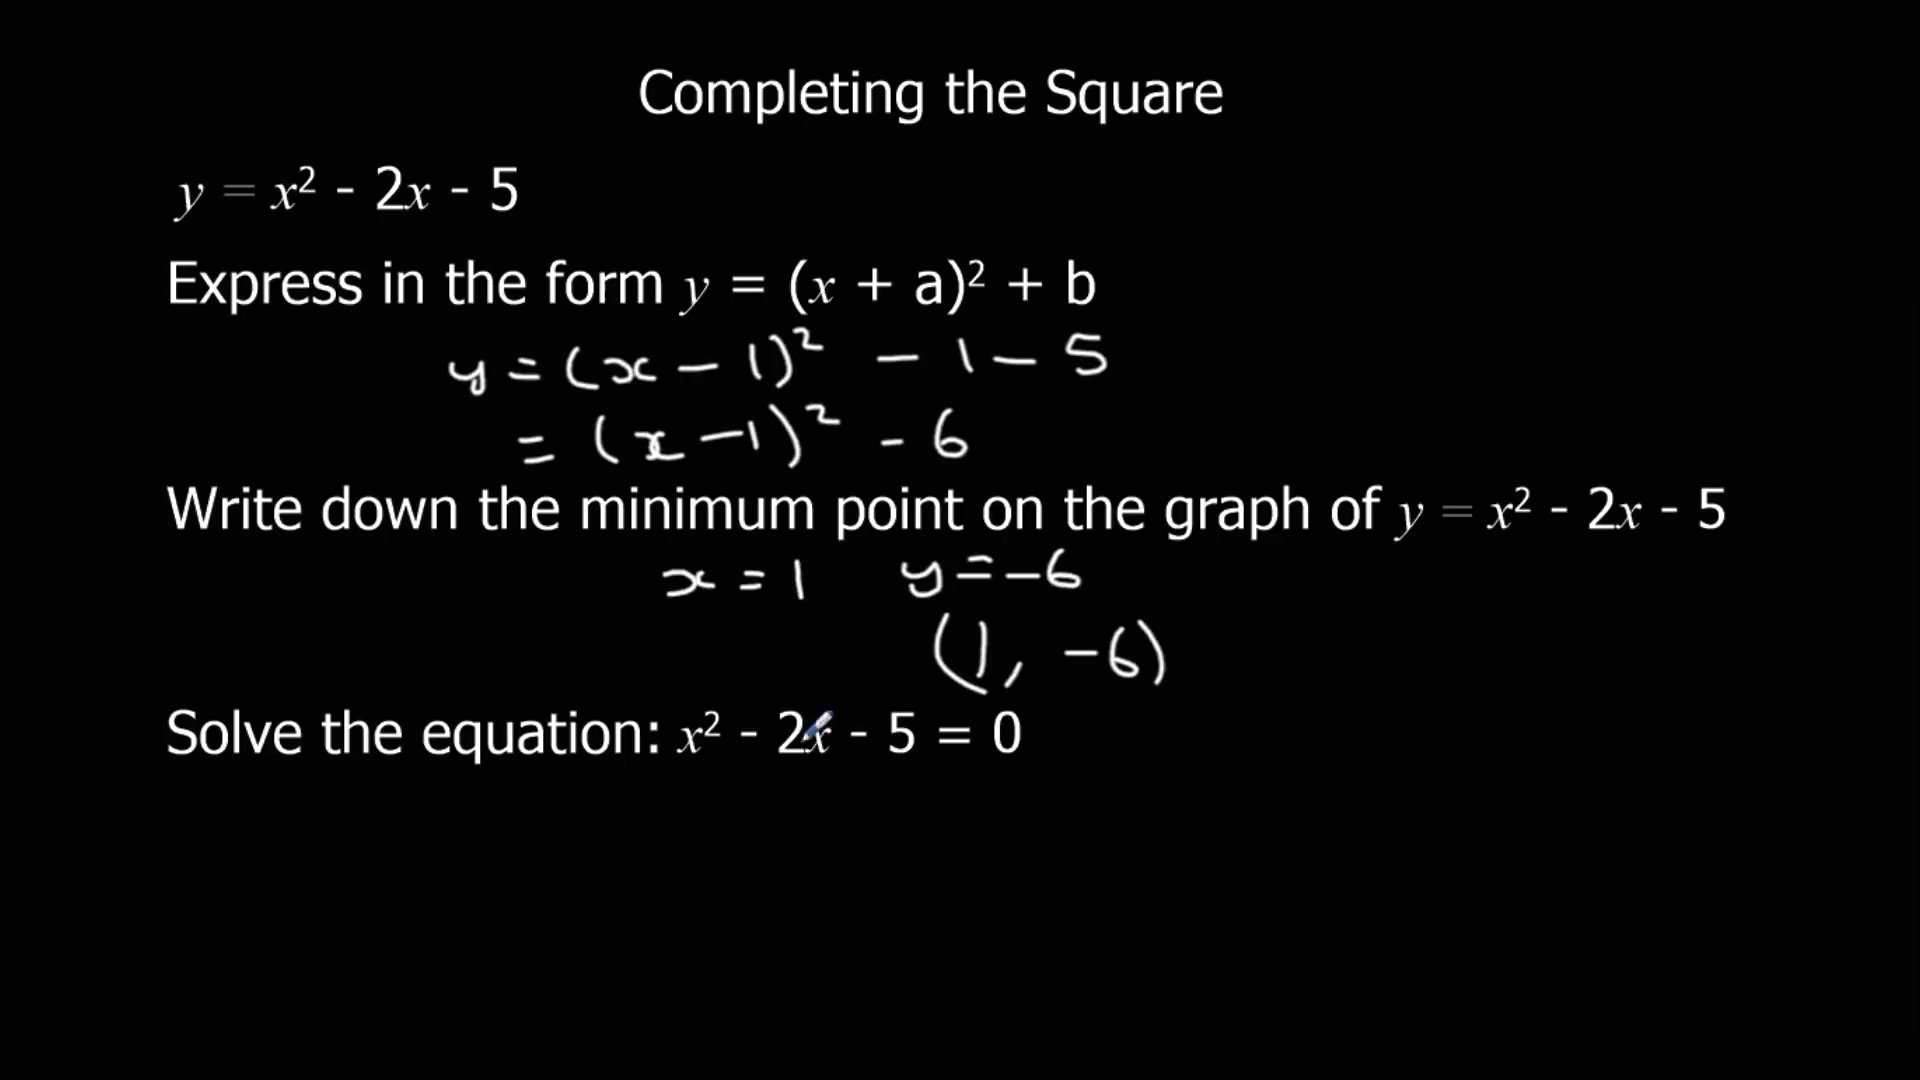 Completing the Square
y = x² - 2x - 5
Express in the form y = (x + a)² + b
y = (x - 1)² - 1 - 5
= (x - 1)² - 6
Write down the minimum point on the graph of y = x² - 2x - 5
x = 1 y = -6
(1, -6)
Solve the equation: x² - 2x - 5 = 0